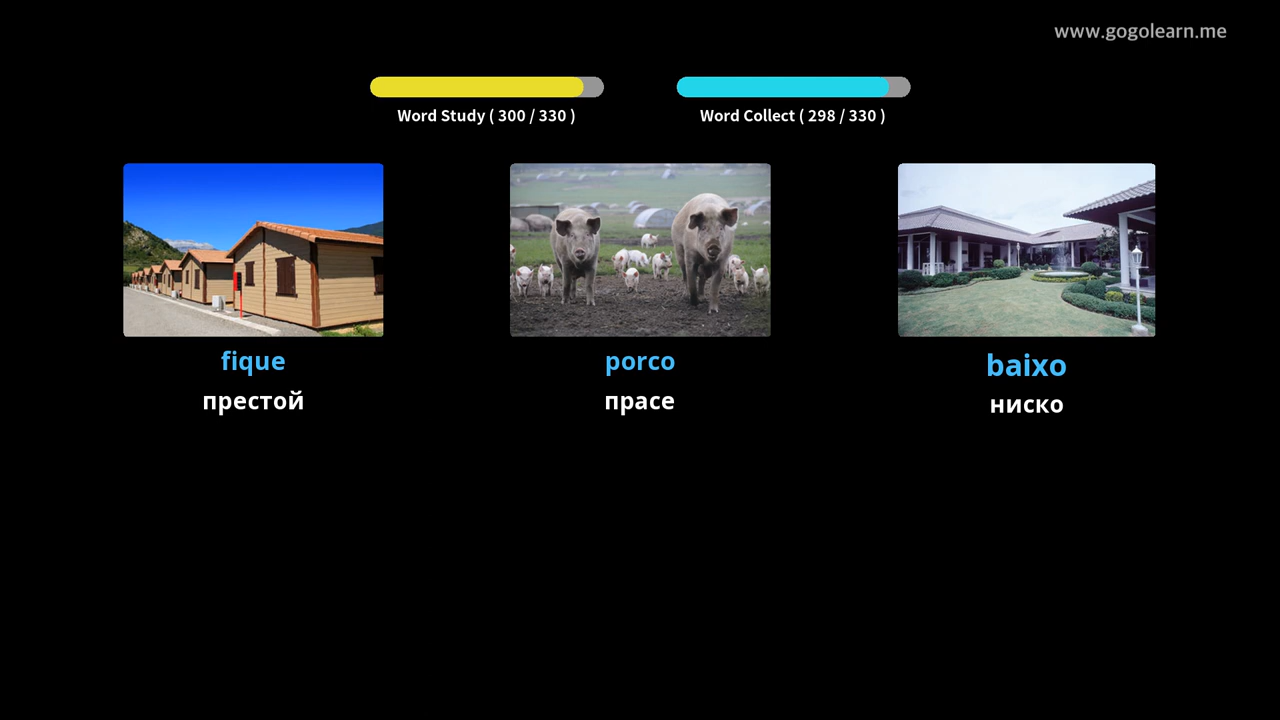 www.gogolearn.me
Word Study ( 300 / 330 )
Word Collect ( 298 / 330 )
fique
престой
porco
прасе
baixo
ниско